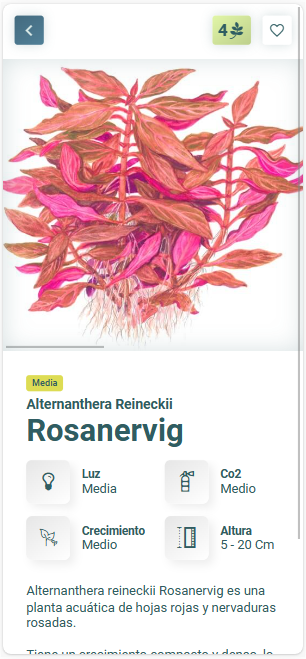 4
Media
Alternanthera Reineckii
Rosanervig
Luz
Media
Co2
Medio
Crecimiento
Medio
Altura
5 - 20 Cm
Alternanthera reineckii Rosanervig es una
planta acuática de hojas rojas y nervaduras
rosadas.
Tiene un crecimiento compacto y denso, lo